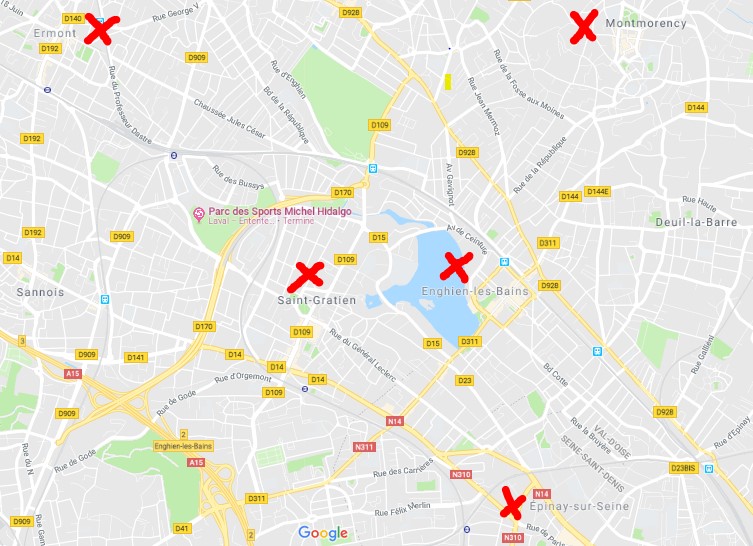 18 Juin
D140
Rue George V
D928
Montmorency
Ermont
D192
D909
Rue d'Enghien
Bd de la République
Rue de la Fosse aux Moines
Rue Jean Mermoz
Rue du Professeur Dastre
Chaussée Jules César
D144
D192
D109
D928
Rue de la République
Av Gavignot
Rue des Bussys
D170
D144
D144E
Rue Haute
Parc des Sports Michel Hidalgo
Laval – Entente... • Termine
Deuil-la-Barre
D192
D909
D15
Av de Ceinture
D311
D14
D109
Sannois
Saint-Gratien
Enghien-les-Bains
D928
D170
D109
Rue du Général Leclerc
D15
D311
3
D909
D141
D14
A15
Rue d'Orgemont
D14
D14
D23
Bd Cotte
Rue Gallieni
D109
D909
Rue de Gode
N14
D928
Rue la Bruyère
VAL-D'OISE
SEINE-SAINT-DENIS
Rue d'Epinay
2
Enghien-les-Bains
N311
Rue de Gode
A15
Rue du N
Rue des Carrières
N310
D23BIS
D311
N14
Rue Félix Merlin
Epinay-sur-Seine
D909
D41
2
Google
N310
Rue de Paris
Rue Gam